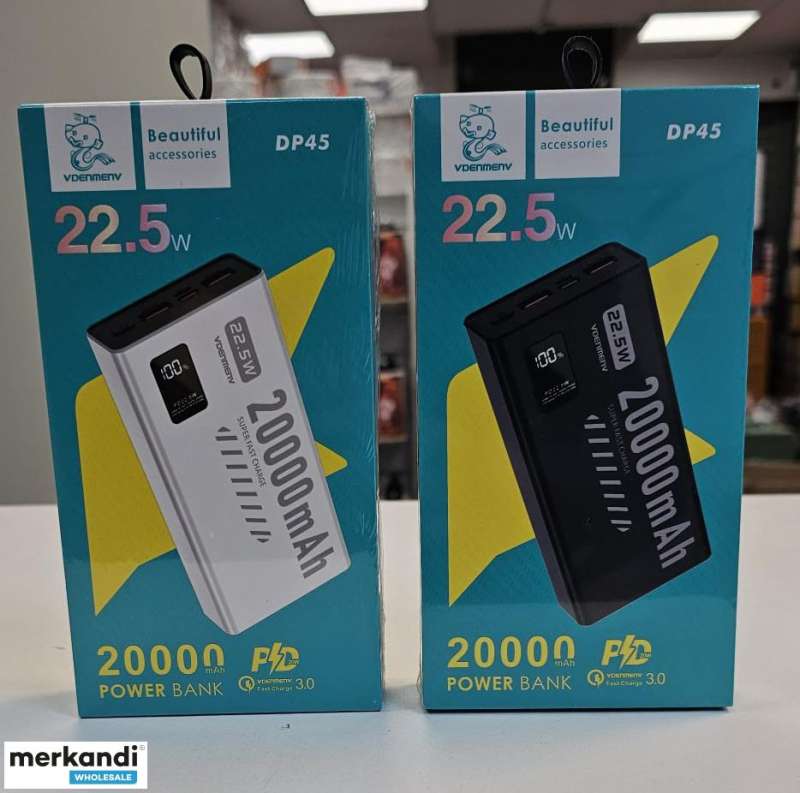 VDENMENV
Beautiful
accessories
DP45
22.5W
100%
VDENMENV
22.5W
20000mAh
SUPER FAST CHARGE
20000mAh
POWER BANK
PD
VDENMENV
Fast Charge 3.0
VDENMENV
Beautiful
accessories
DP45
22.5W
100%
VDENMENV
22.5W
20000mAh
SUPER FAST CHARGE
20000mAh
POWER BANK
PD
VDENMENV
Fast Charge 3.0
merkandi®
WHOLESALE